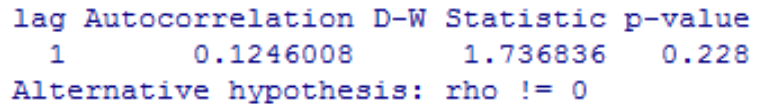 lag Autocorrelation D-W Statistic p-value
1 0.1246008 1.736836 0.228
Alternative hypothesis: rho != 0